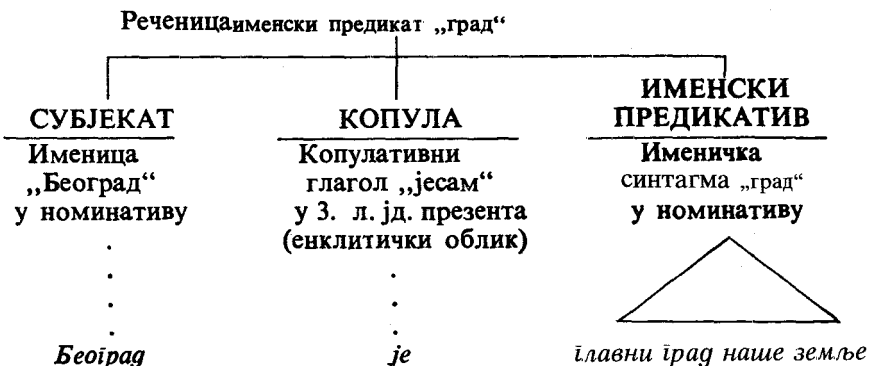 Реченицаименски предикат „град“
СУБЈЕКАТ КОПУЛА ИМЕНСКИ ПРЕДИКАТИВ
Именица
„Београд“
у номинативу
Копулативни
глагол „јесам“
у 3. л. јд. презента
(енклитички облик)
Именичка
синтагма „град“
у номинативу
Београд је главни град наше земље